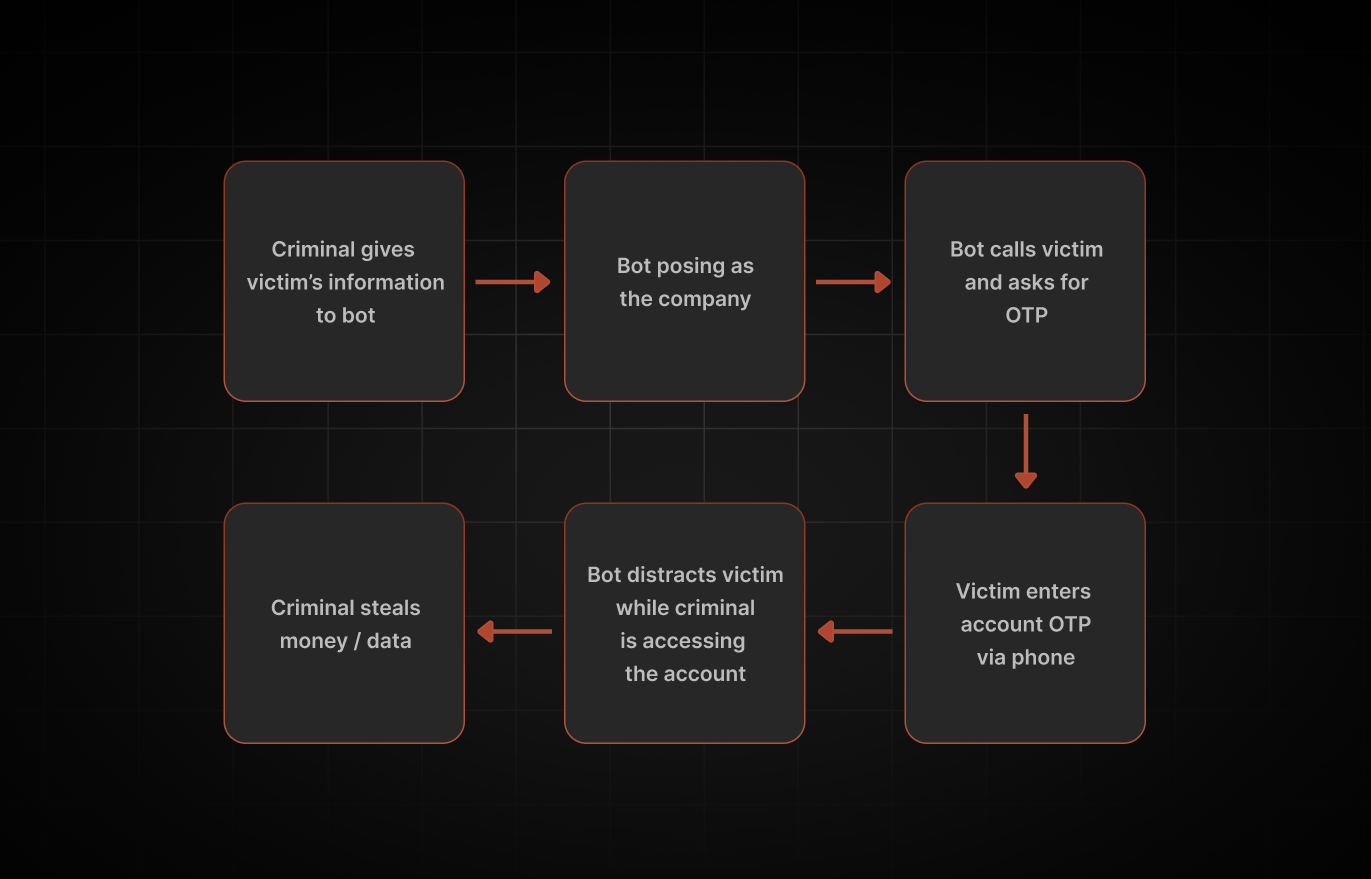 Criminal gives
victim’s information
to bot
Bot posing as
the company
Bot calls victim
and asks for
OTP
Victim enters
account OTP
via phone
Bot distracts victim
while criminal
is accessing
the account
Criminal steals
money / data